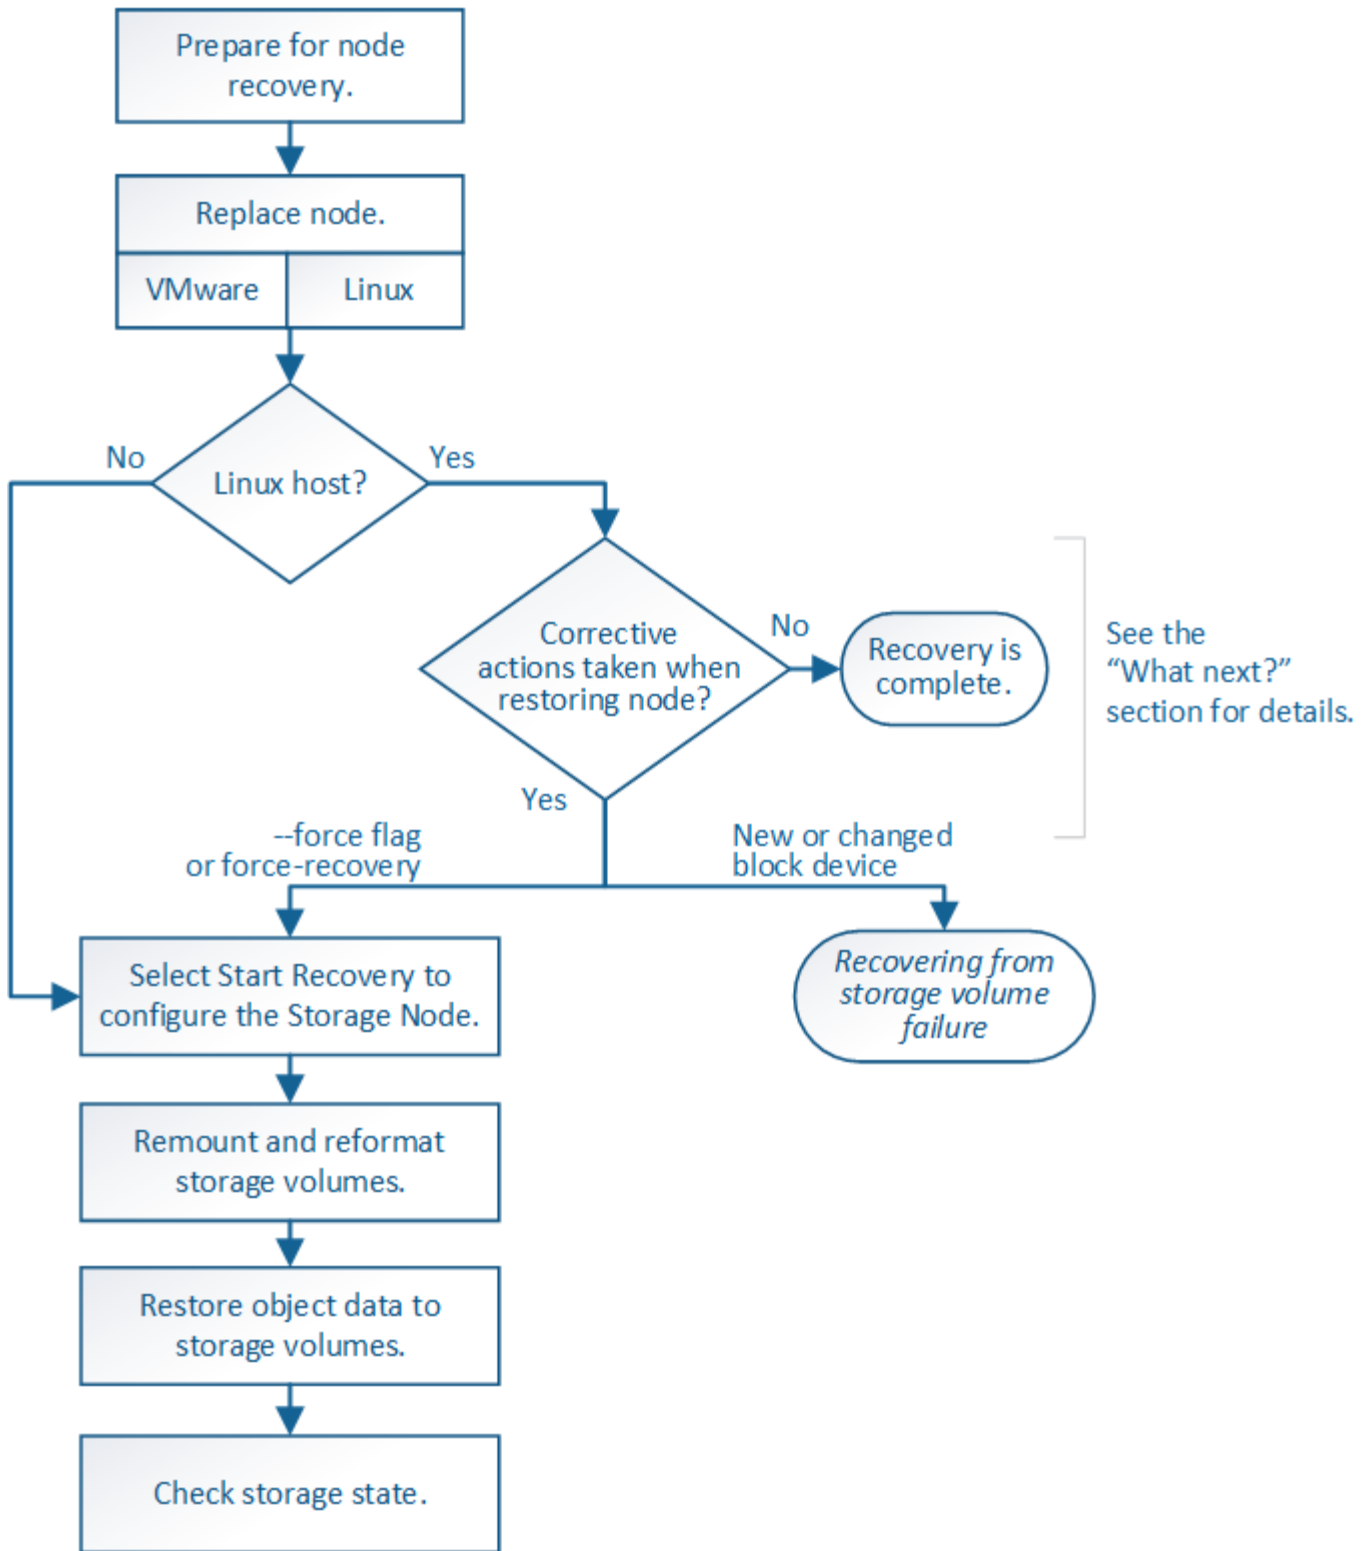 Prepare for node
recovery.
Replace node.
VMware
Linux
Linux host?
No
Yes
Corrective
actions taken when
restoring node?
No
Recovery is
complete.
See the
“What next?”
section for details.
Yes
--force flag
or force-recovery
New or changed
block device
Select Start Recovery to
configure the Storage Node.
Recovering from
storage volume
failure
Remount and reformat
storage volumes.
Restore object data to
storage volumes.
Check storage state.